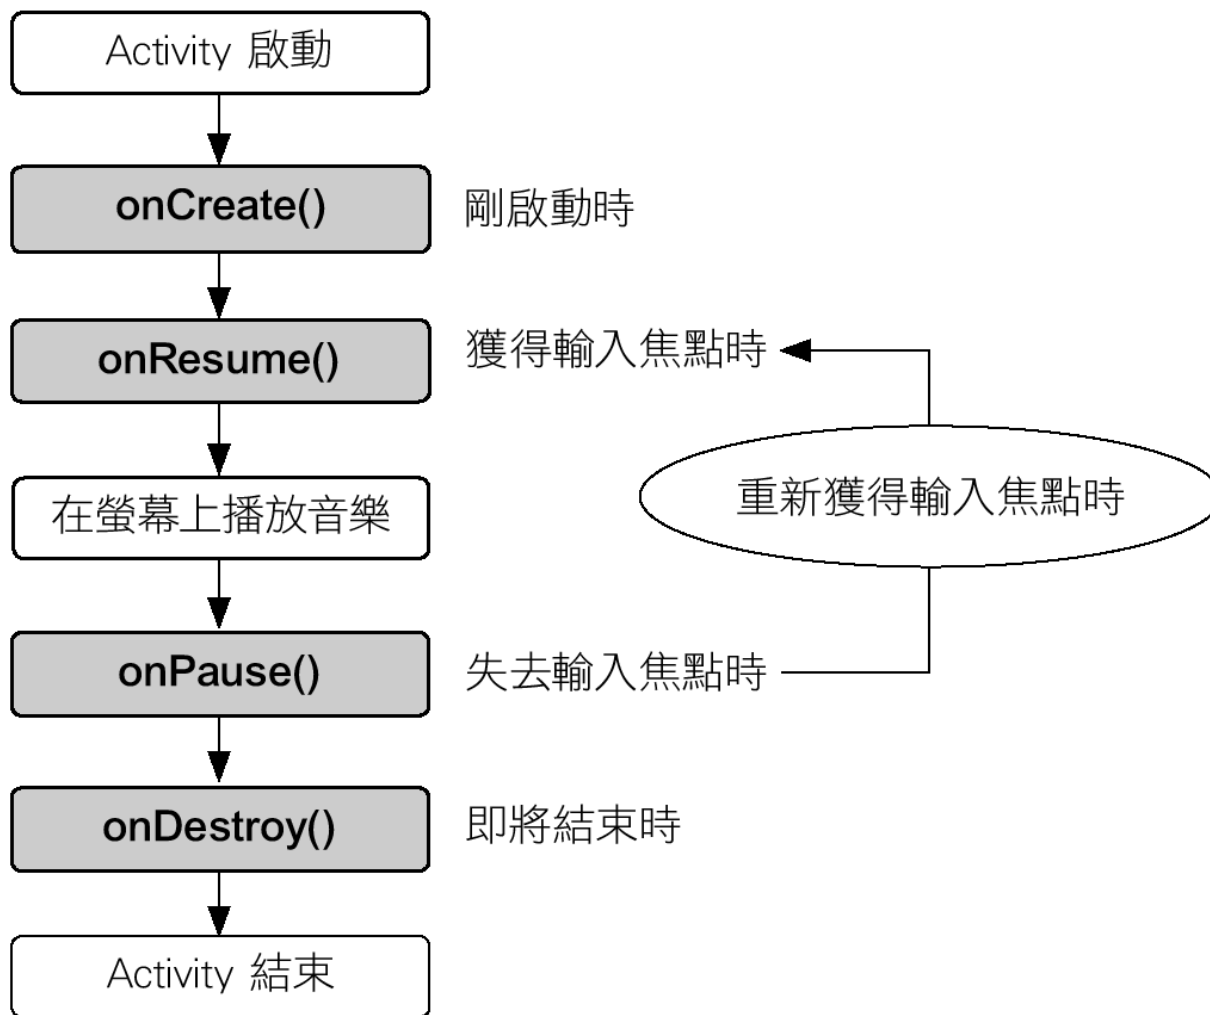 Activity 啟動
onCreate()
剛啟動時
onResume()
獲得輸入焦點時
重新獲得輸入焦點時
在螢幕上播放音樂
onPause()
失去輸入焦點時
onDestroy()
即將結束時
Activity 結束